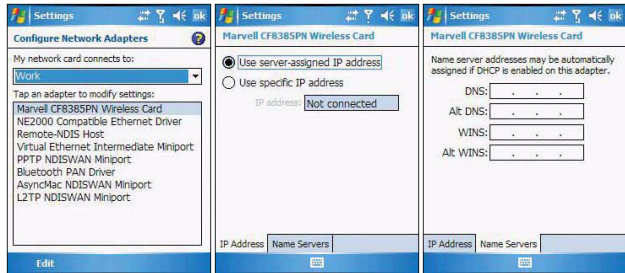 Settings ok
Configure Network Adapters ?
My network card connects to:
Work
Tap an adapter to modify settings:
Marvell CF8385PN Wireless Card
NE2000 Compatible Ethernet Driver
Remote-NDIS Host
Virtual Ethernet Intermediate Miniport
PPTP NDISWAN Miniport
Bluetooth PAN Driver
AsyncMac NDISWAN Miniport
L2TP NDISWAN Miniport
Edit
Settings ok
Marvell CF8385PN Wireless Card
Use server-assigned IP address
Use specific IP address
IP address: Not connected
IP Address Name Servers
Settings ok
Marvell CF8385PN Wireless Card
Name server addresses may be automatically
assigned if DHCP is enabled on this adapter.
DNS: . . .
Alt DNS: . . .
WINS: . . .
Alt WINS: . . .
IP Address Name Servers